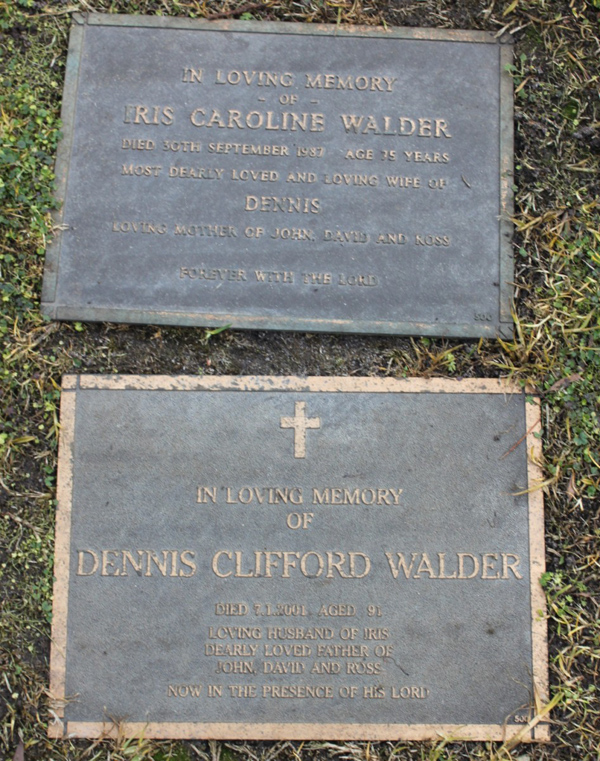 IN LOVING MEMORY
- OF -
IRIS CAROLINE WALDER
DIED 30TH SEPTEMBER 1987 AGE 75 YEARS
MOST DEARLY LOVED AND LOVING WIFE OF
DENNIS
LOVING MOTHER OF JOHN, DAVID AND ROSS
FOREVER WITH THE LORD
IN LOVING MEMORY
OF
DENNIS CLIFFORD WALDER
DIED 7.1.2001 AGED 91
LOVING HUSBAND OF IRIS
DEARLY LOVED FATHER OF
JOHN, DAVID AND ROSS
NOW IN THE PRESENCE OF HIS LORD